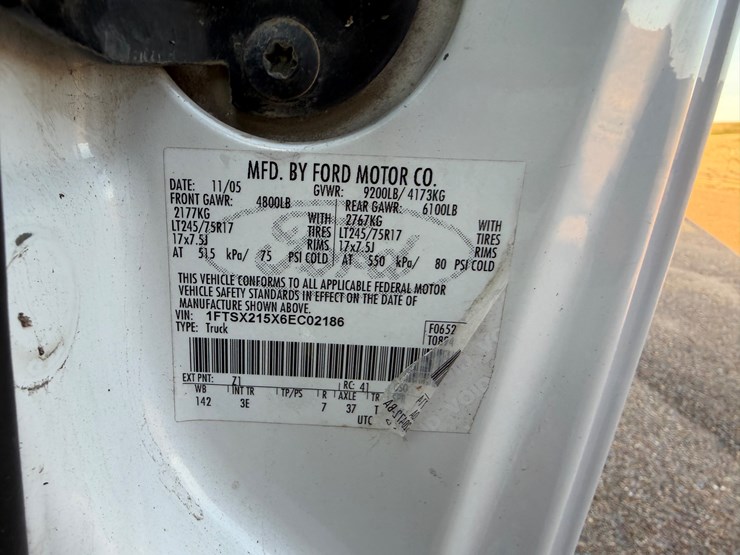 MFD. BY FORD MOTOR CO.
DATE: 11/05 GVWR: 9200LB/ 4173KG
FRONT GAWR: 4800LB REAR GAWR: 6100LB
2177KG WITH 2767KG WITH
LT245/75R17 TIRES LT245/75R17 TIRES
17x7.5J RIMS 17x7.5J RIMS
AT 515 kPa/ 75 PSI COLD AT 550 kPa/ 80 PSI COLD
Ford
THIS VEHICLE CONFORMS TO ALL APPLICABLE FEDERAL MOTOR
VEHICLE SAFETY STANDARDS IN EFFECT ON THE DATE OF
MANUFACTURE SHOWN ABOVE.
VIN: 1FTSX215X6EC02186
TYPE: Truck
F0652
EXT PNT: Z1 RC: 41
WB INT TR TP/PS R AXLE TR
142 3E 7 37 T
UTC
VOID